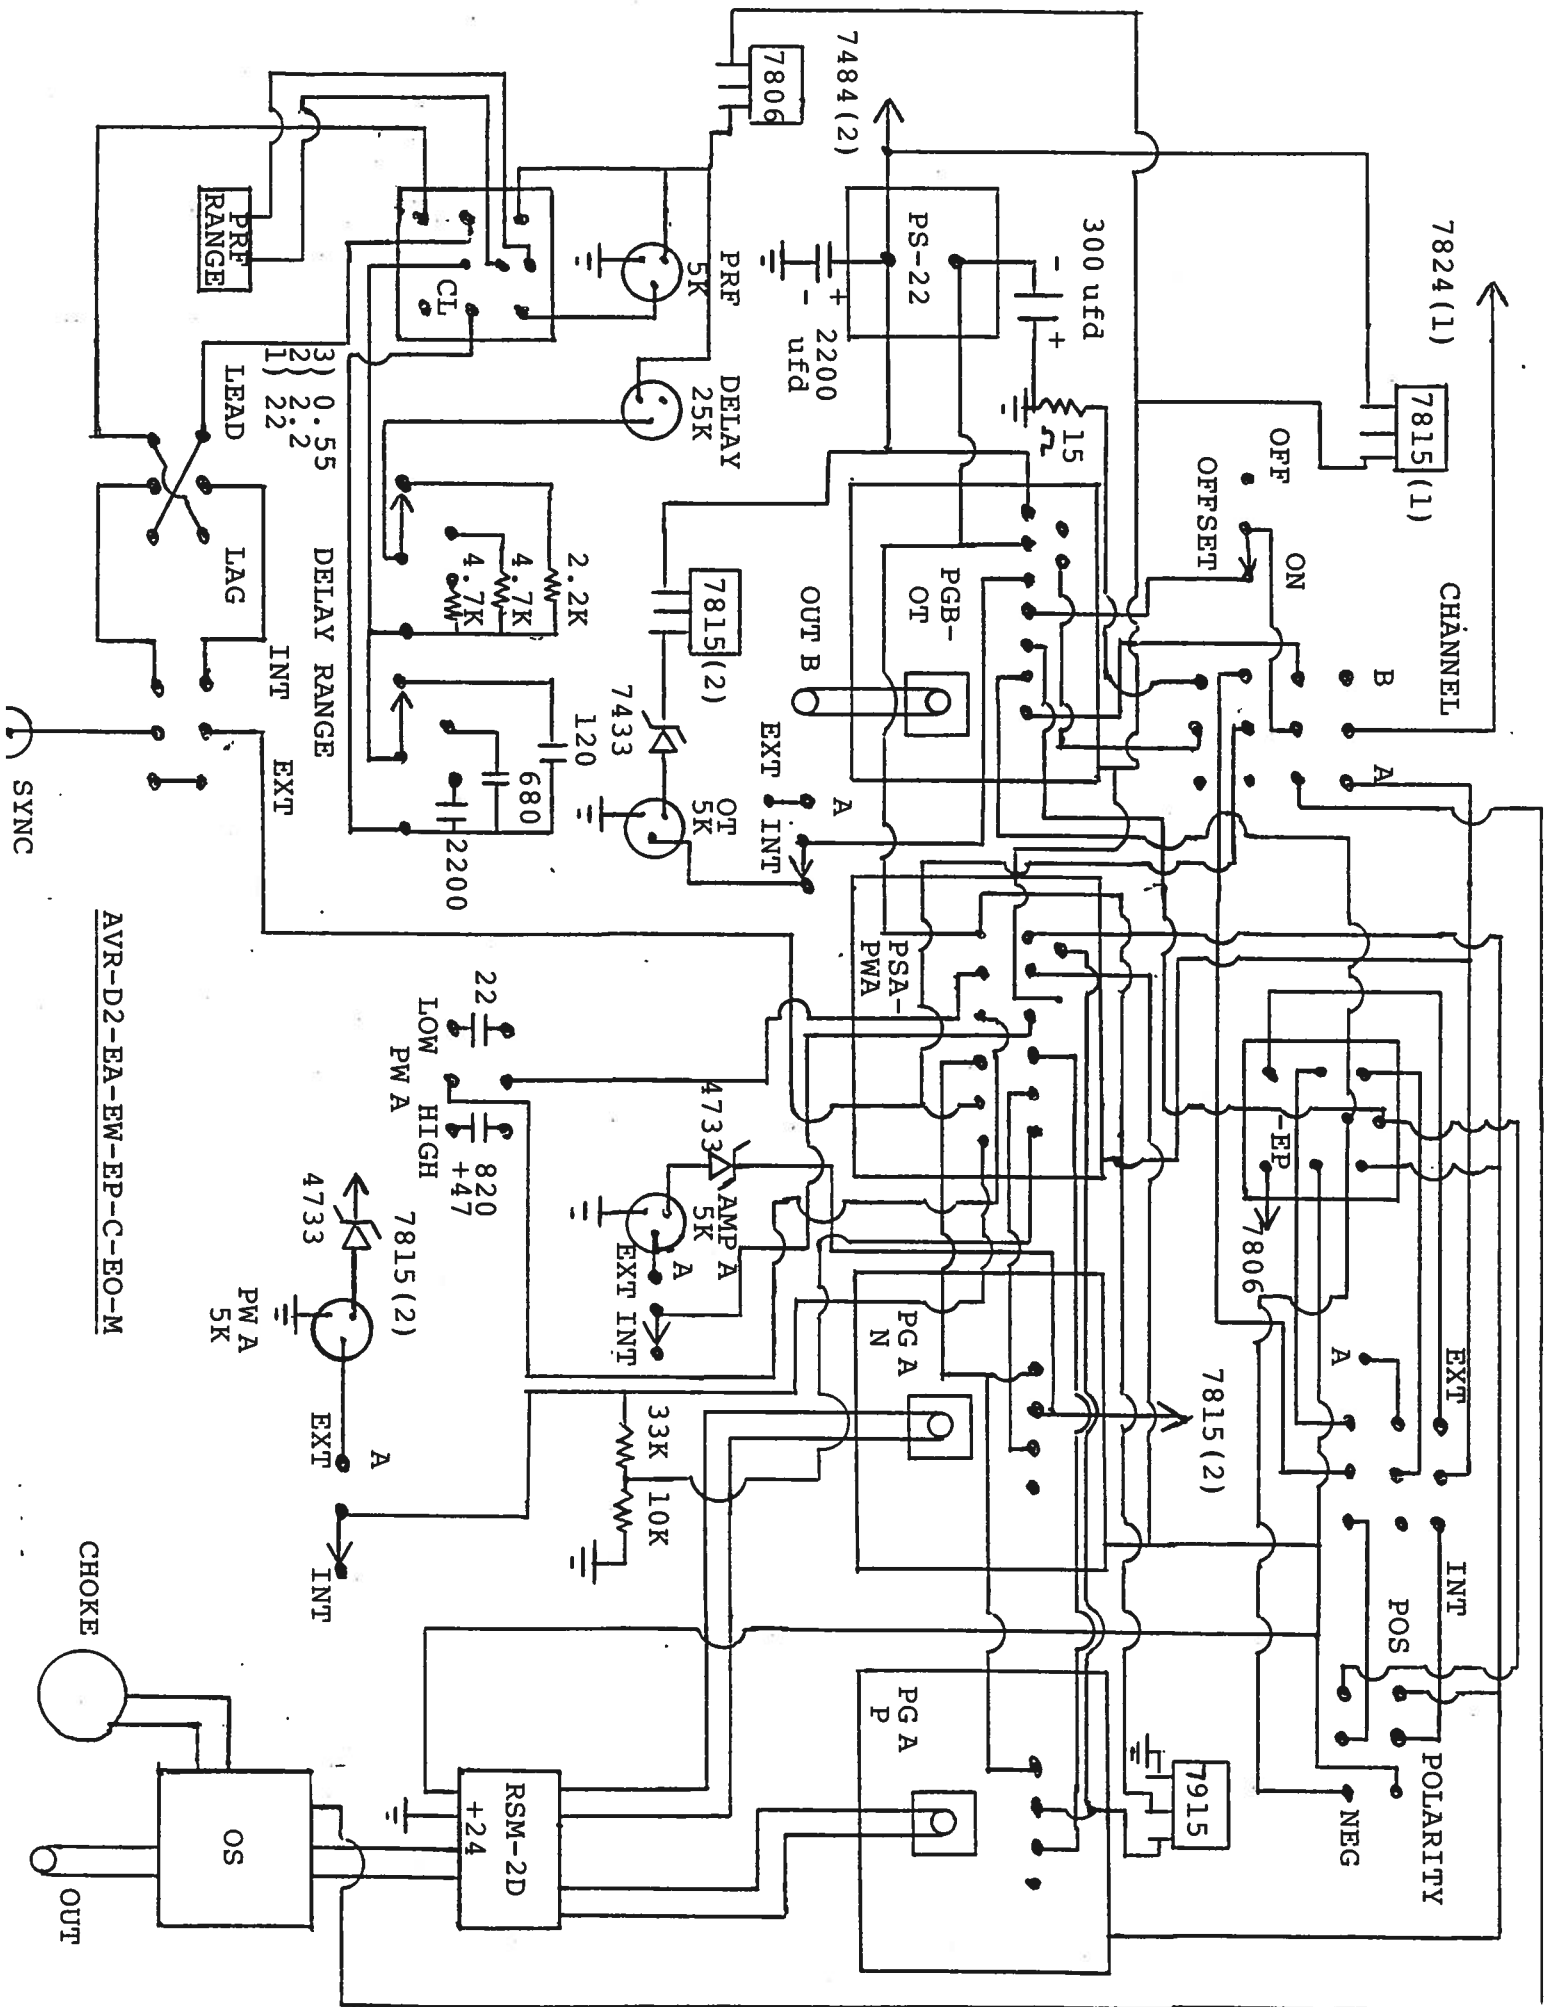 7824(1)
7815
(1)
CHANNEL
OFF
ON
OFFSET
B
A
7484(2)
7806
300 ufd
-
+
15
PS-22
+
-
2200
ufd
PGB-
OT
OUT B
PSA-
PWA
-EP
7806
EXT
A
INT
POS
POLARITY
NEG
7915
7815(2)
PG A
N
PG A
P
PRF
5K
DELAY
25K
CL
PRF
RANGE
3) 0.55
2) 2.2
1) 22
LEAD
LAG
2.2K
4.7K
4.7K
DELAY RANGE
7815
(2)
7433
120
680
2200
OT
5K
A
EXT
INT
INT
EXT
SYNC
22
LOW
PW A
HIGH
820
+47
4733
AMP A
5K
A
EXT INT
7815(2)
4733
PW A
5K
A
EXT
INT
33K
10K
RSM-2D
+24
CHOKE
OS
OUT
AVR-D2-EA-EW-EP-C-EO-M